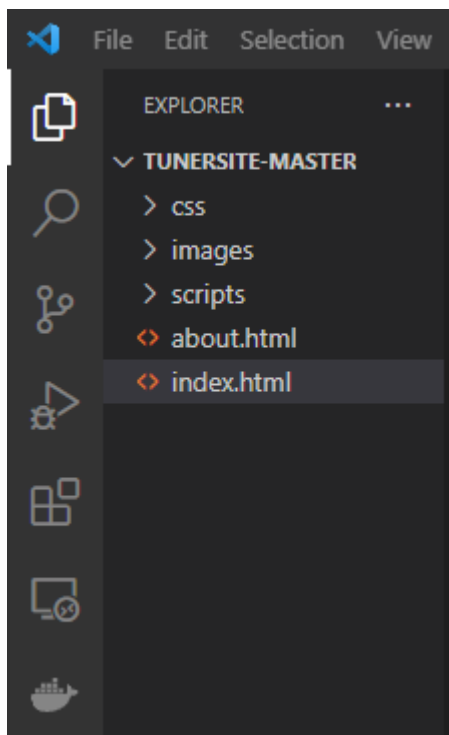 File Edit Selection View
EXPLORER
TUNERSITE-MASTER
css
images
scripts
about.html
index.html